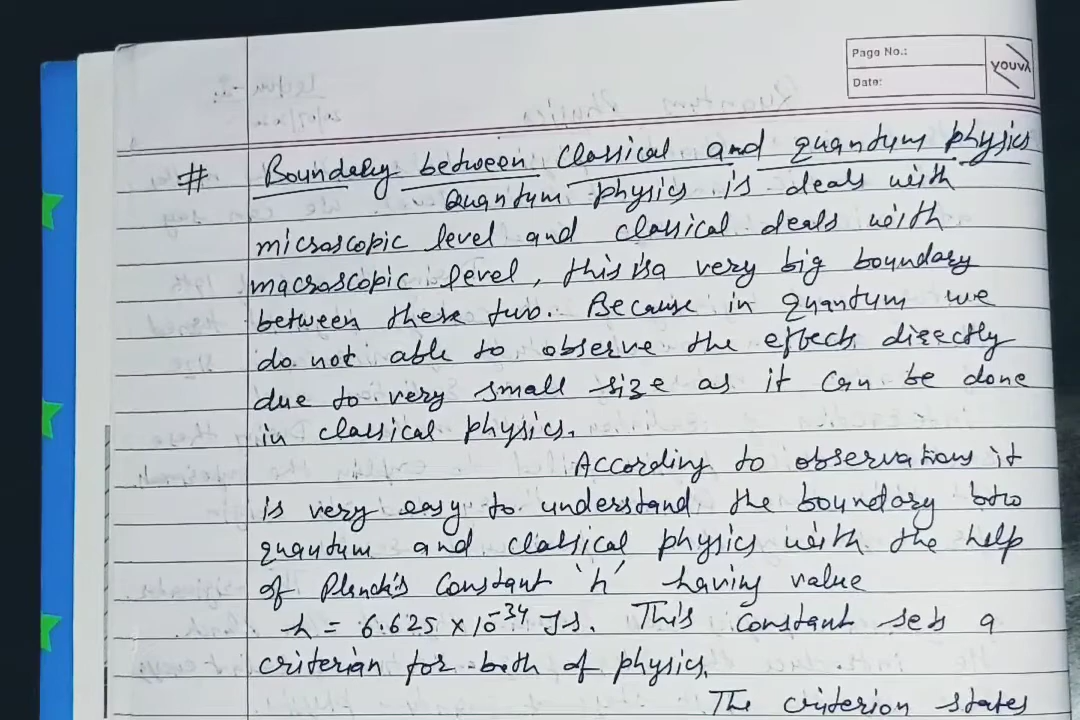 Page No.:
Date:
YOUVA
# Boundary between Classical and quantum physics
Quantum physics is deals with
microscopic level and classical deals with
macroscopic level, this is a very big boundary
between these two. Because in quantum we
do not able to observe the effects directly
due to very small size as it can be done
in classical physics.
According to observations it
is very easy to understand the boundary btw
quantum and classical physics with the help
of Planck's Constant 'h' having value
h = 6.625 × 10⁻³⁴ Js. This constant sets a
criterian for both of physics.
The criterion states